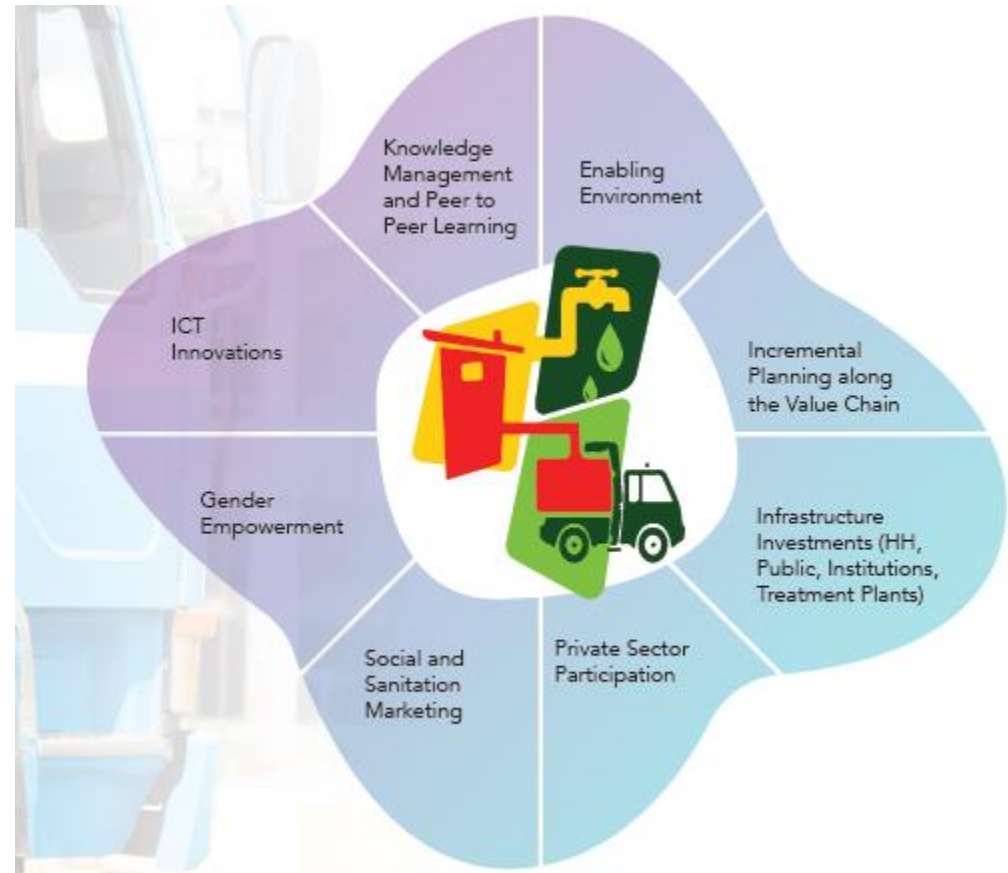 Knowledge
Management
and Peer to
Peer Learning
Enabling
Environment
Incremental
Planning along
the Value Chain
Infrastructure
Investments (HH,
Public, Institutions,
Treatment Plants)
Private Sector
Participation
Social and
Sanitation
Marketing
Gender
Empowerment
ICT
Innovations